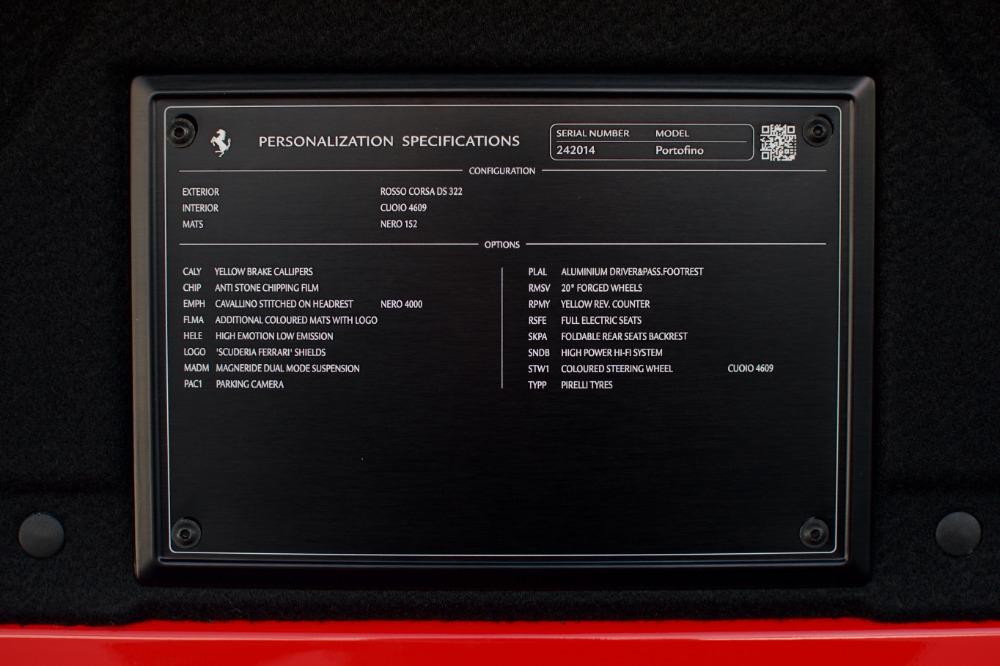 PERSONALIZATION SPECIFICATIONS
SERIAL NUMBER MODEL
242014 Portofino
CONFIGURATION
EXTERIOR ROSSO CORSA DS 322
INTERIOR CUOIO 4609
MATS NERO 152
OPTIONS
CALY YELLOW BRAKE CALLIPERS
CHIP ANTI STONE CHIPPING FILM
EMPH CAVALLINO STITCHED ON HEADREST NERO 4000
FLMA ADDITIONAL COLOURED MATS WITH LOGO
HELE HIGH EMOTION LOW EMISSION
LOGO 'SCUDERIA FERRARI' SHIELDS
MADM MAGNERIDE DUAL MODE SUSPENSION
PAC1 PARKING CAMERA
PLAL ALUMINIUM DRIVER&PASS.FOOTREST
RMSV 20" FORGED WHEELS
RPMY YELLOW REV. COUNTER
RSFE FULL ELECTRIC SEATS
SKPA FOLDABLE REAR SEATS BACKREST
SNDB HIGH POWER HI-FI SYSTEM
STW1 COLOURED STEERING WHEEL CUOIO 4609
TYPP PIRELLI TYRES